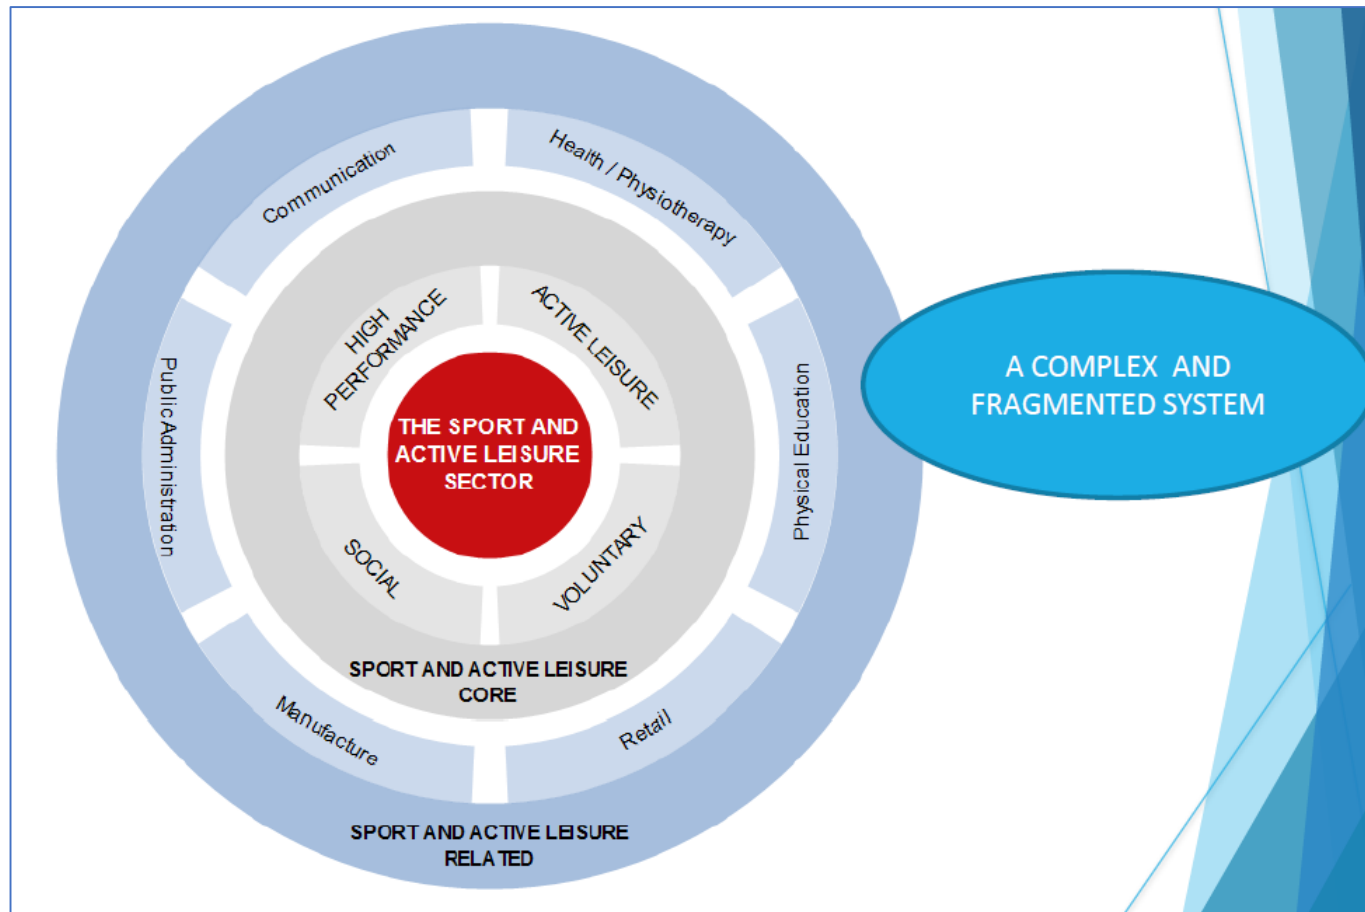 Communication
Health / Physiotherapy
Public Administration
Physical Education
Manufacture
Retail
HIGH
PERFORMANCE
ACTIVE LEISURE
SOCIAL
VOLUNTARY
THE SPORT AND
ACTIVE LEISURE
SECTOR
SPORT AND ACTIVE LEISURE
CORE
SPORT AND ACTIVE LEISURE
RELATED
A COMPLEX AND
FRAGMENTED SYSTEM